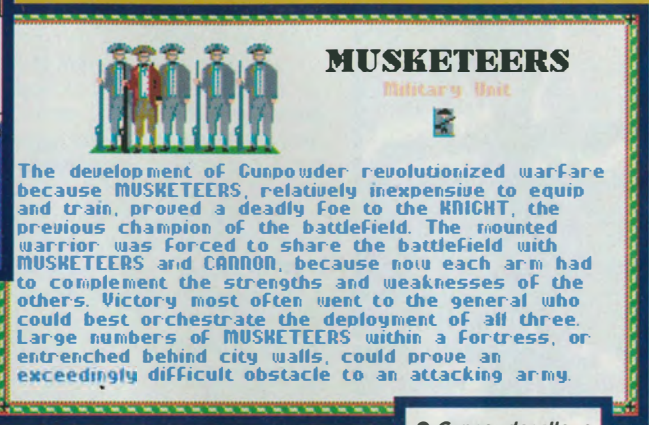 MUSKETEERS
Military Unit
The development of Gunpowder revolutionized warfare
because MUSKETEERS, relatively inexpensive to equip
and train, proved a deadly foe to the KNIGHT, the
previous champion of the battlefield. The mounted
warrior was forced to share the battlefield with
MUSKETEERS and CANNON, because now each arm had
to complement the strengths and weaknesses of the
others. Victory most often went to the general who
could best orchestrate the deployment of all three.
Large numbers of MUSKETEERS within a fortress, or
entrenched behind city walls, could prove an
exceedingly difficult obstacle to an attacking army.